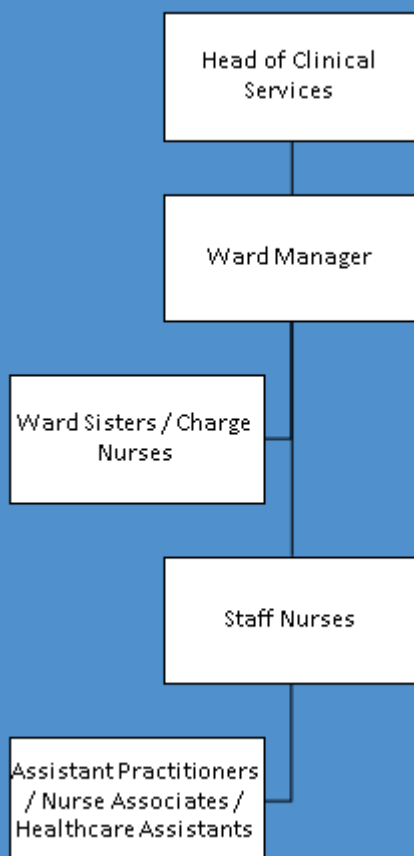 Head of Clinical
Services
Ward Manager
Ward Sisters / Charge
Nurses
Staff Nurses
Assistant Practitioners
/ Nurse Associates /
Healthcare Assistants